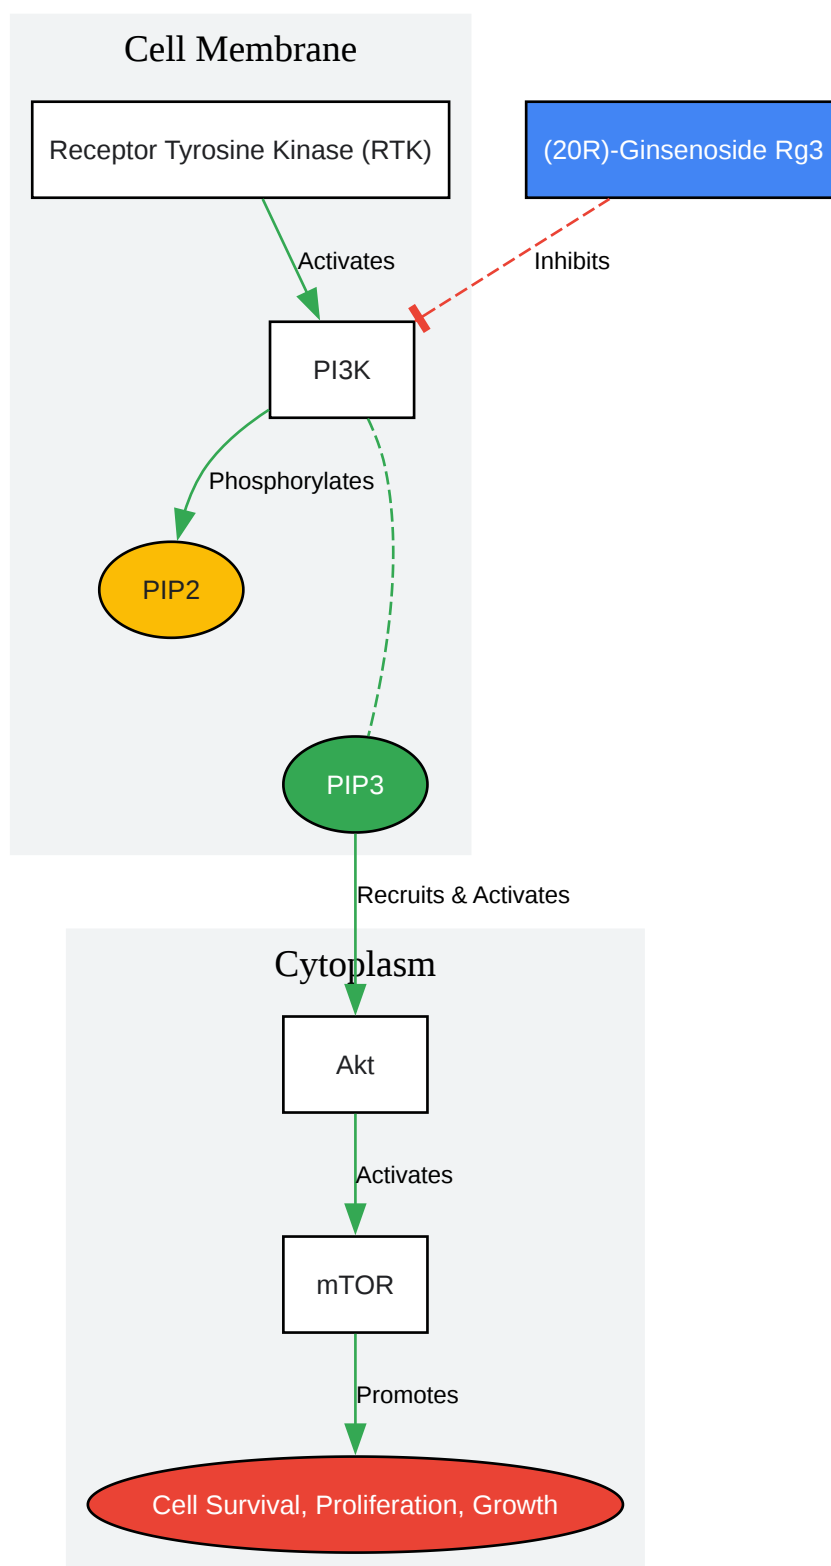 Cell Membrane
Receptor Tyrosine Kinase (RTK)
(20R)-Ginsenoside Rg3
Activates
Inhibits
PI3K
Phosphorylates
PIP2
PIP3
Recruits & Activates
Cytoplasm
Akt
Activates
mTOR
Promotes
Cell Survival, Proliferation, Growth